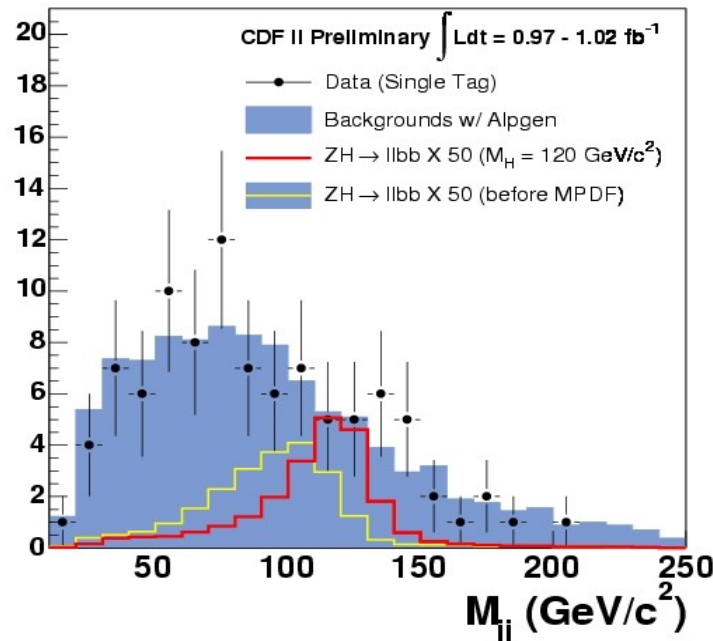 CDF II Preliminary ∫ Ldt = 0.97 - 1.02 fb⁻¹
Data (Single Tag)
Backgrounds w/ Alpgen
ZH → llbb X 50 (M_H = 120 GeV/c²)
ZH → llbb X 50 (before MPDF)
20
18
16
14
12
10
8
6
4
2
0
50 100 150 200 250
M_jj (GeV/c²)